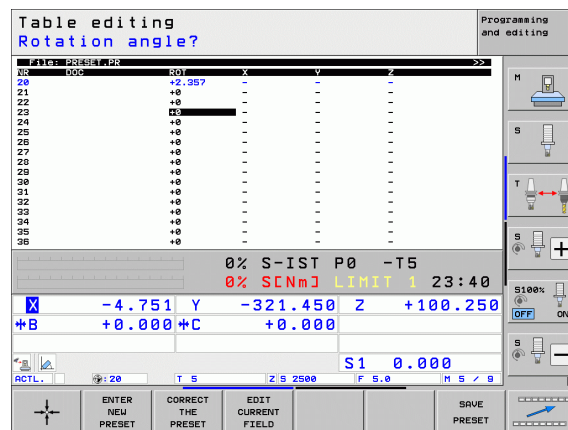 Table editing
Rotation angle?
Programming
and editing
File: PRESET.PR >>
NR DOC ROT X Y Z
20 +2.357 - - -
21 +0 - - -
22 +0 - - -
23 +0 - - -
24 +0 - - -
25 +0 - - -
26 +0 - - -
27 +0 - - -
28 +0 - - -
29 +0 - - -
30 +0 - - -
31 +0 - - -
32 +0 - - -
33 +0 - - -
34 +0 - - -
35 +0 - - -
36 +0 - - -
0% S-IST P0 -T5
0% S[Nm] LIMIT 1 23:40
X -4.751 Y -321.450 Z +100.250
B +0.000 C +0.000
S1 0.000
ACTL. : 20 T 5 Z S 2500 F 5.0 M 5 / 9
ENTER
NEW
PRESET
CORRECT
THE
PRESET
EDIT
CURRENT
FIELD
SAVE
PRESET
M
S
T
S
+
S100%
OFF ON
S
-